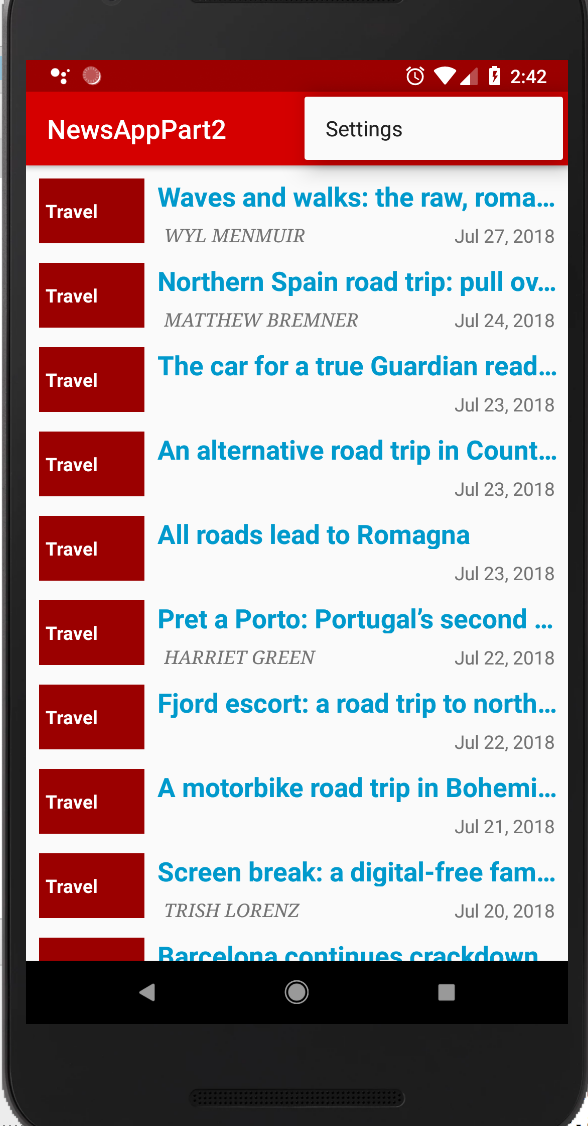 2:42
NewsAppPart2
Settings
Travel
Waves and walks: the raw, roma...
WYL MENMUIR
Jul 27, 2018
Travel
Northern Spain road trip: pull ov...
MATTHEW BREMNER
Jul 24, 2018
Travel
The car for a true Guardian read...
Jul 23, 2018
Travel
An alternative road trip in Count...
Jul 23, 2018
Travel
All roads lead to Romagna
Jul 23, 2018
Travel
Pret a Porto: Portugal’s second ...
HARRIET GREEN
Jul 22, 2018
Travel
Fjord escort: a road trip to north...
Jul 22, 2018
Travel
A motorbike road trip in Bohemi...
Jul 21, 2018
Travel
Screen break: a digital-free fam...
TRISH LORENZ
Jul 20, 2018
Barcelona continues crackdown